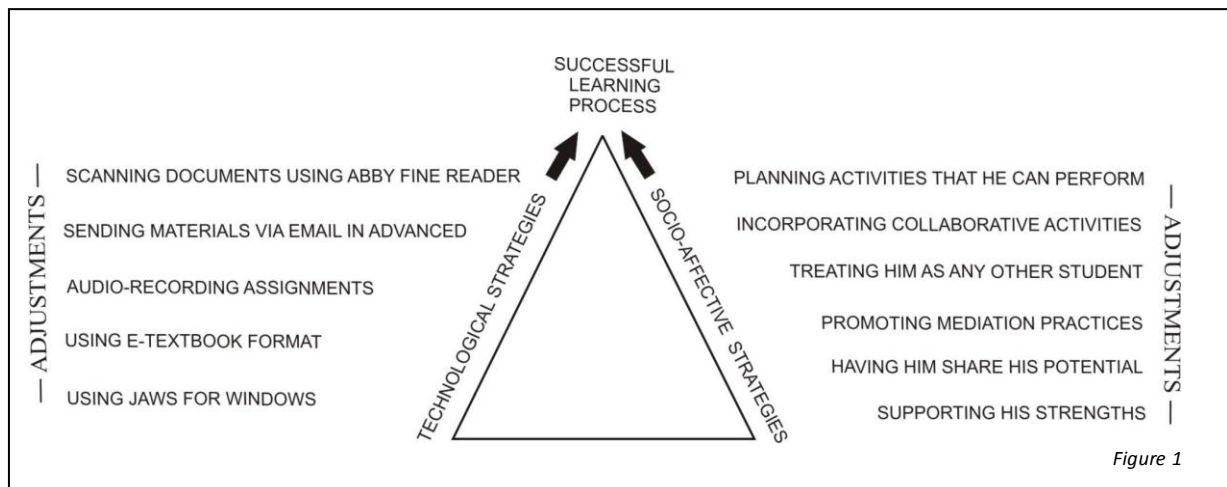 SUCCESSFUL
LEARNING
PROCESS
ADJUSTMENTS
SCANNING DOCUMENTS USING ABBY FINE READER
SENDING MATERIALS VIA EMAIL IN ADVANCED
AUDIO-RECORDING ASSIGNMENTS
USING E-TEXTBOOK FORMAT
USING JAWS FOR WINDOWS
TECHNOLOGICAL STRATEGIES
SOCIO-AFFECTIVE STRATEGIES
PLANNING ACTIVITIES THAT HE CAN PERFORM
INCORPORATING COLLABORATIVE ACTIVITIES
TREATING HIM AS ANY OTHER STUDENT
PROMOTING MEDIATION PRACTICES
HAVING HIM SHARE HIS POTENTIAL
SUPPORTING HIS STRENGTHS
ADJUSTMENTS
Figure 1